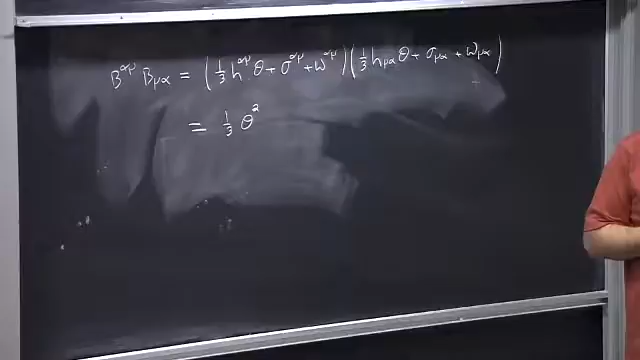 B^{αμ} B_{μα} = (⅓ h^{αμ} θ + σ^{αμ} + ω^{αμ})(⅓ h_{μα} θ + σ_{μα} + ω_{μα})
= ⅓ θ²